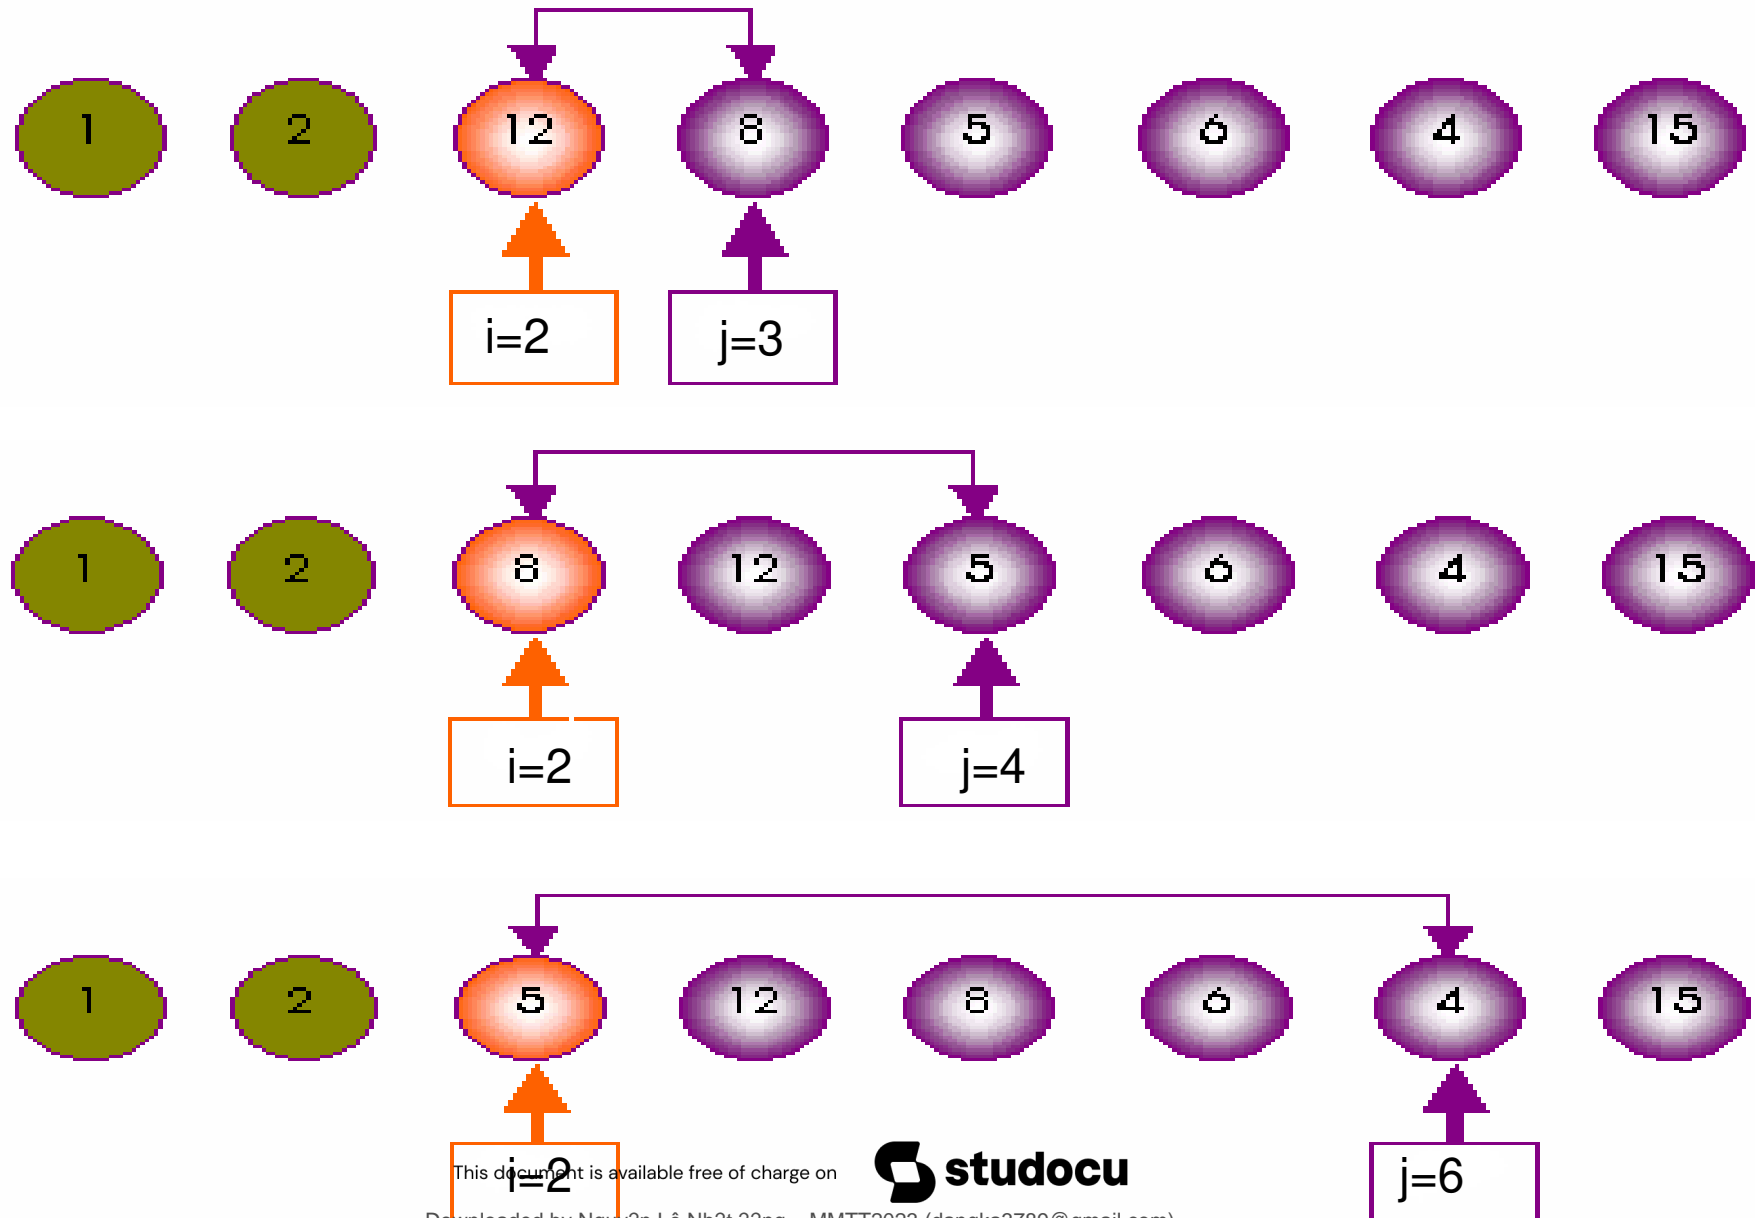 1 2 12 8 5 6 4 15
i=2 j=3
1 2 8 12 5 6 4 15
i=2 j=4
1 2 5 12 8 6 4 15
i=2 j=6
This document is available free of charge on studocu